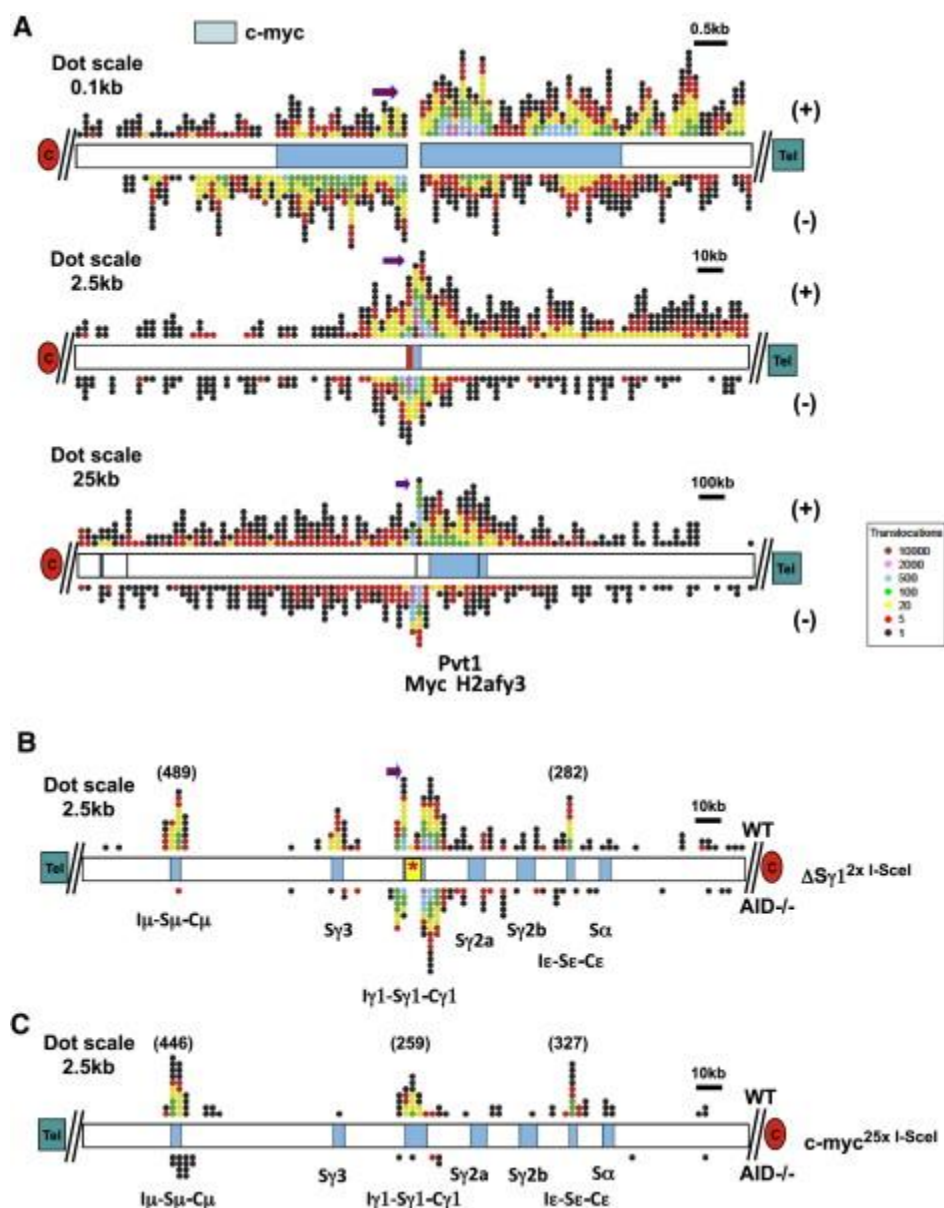 A
c-myc
0.5kb
Dot scale
0.1kb
(+)
C
Tel
(-)
Dot scale
2.5kb
10kb
(+)
C
Tel
(-)
Dot scale
25kb
100kb
(+)
C
Tel
(-)
Translocations
10000
2000
500
100
20
5
1
Pvt1
Myc H2afy3
B
Dot scale
2.5kb
(489)
(282)
10kb
WT
Tel
*
C
ΔSγ1 2x I-SceI
AID-/-
Iμ-Sμ-Cμ
Sγ3
Sγ2a
Sγ2b
Sα
Iε-Sε-Cε
Iγ1-Sγ1-Cγ1
C
Dot scale
2.5kb
(446)
(259)
(327)
10kb
WT
Tel
C
c-myc25x I-SceI
AID-/-
Sγ3
Sγ2a
Sγ2b
Sα
Iμ-Sμ-Cμ
Iγ1-Sγ1-Cγ1
Iε-Sε-Cε